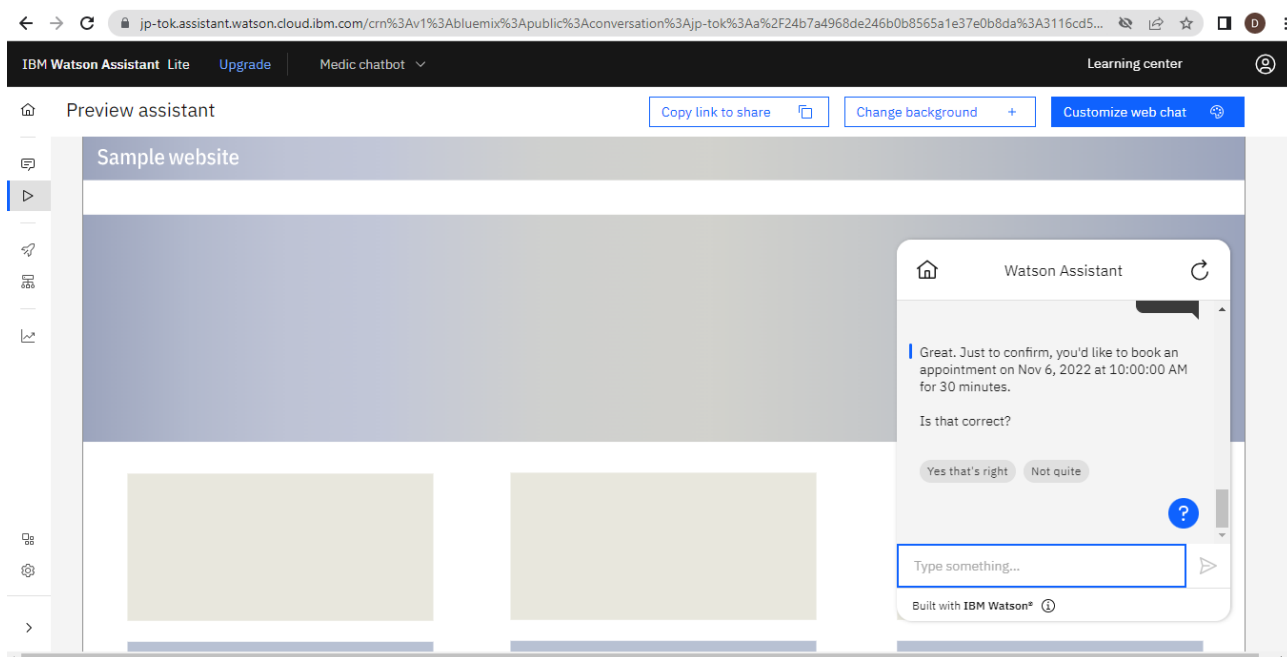 jp-tok.assistant.watson.cloud.ibm.com/crn%3Av1%3Abluemix%3Apublic%3Aconversation%3Ajp-tok%3Aa%2F24b7a4968de246b0b8565a1e37e0b8da%3A3116cd5... D
IBM Watson Assistant Lite Upgrade Medic chatbot Learning center
Preview assistant Copy link to share Change background + Customize web chat
Sample website
Watson Assistant
Great. Just to confirm, you'd like to book an
appointment on Nov 6, 2022 at 10:00:00 AM
for 30 minutes.
Is that correct?
Yes that's right Not quite
?
Type something...
Built with IBM Watson®